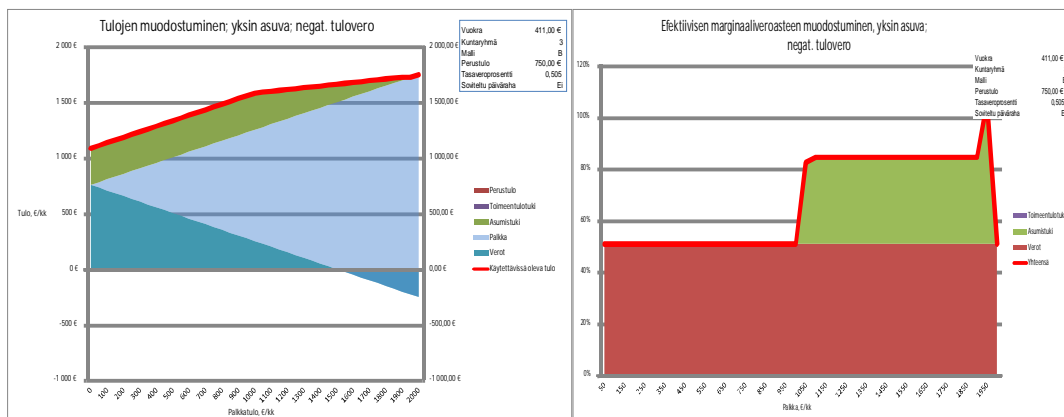 Tulojen muodostuminen; yksin asuva; negat. tulovero
Vuokra 411,00 €
Kuntaryhmä 3
Malli B
Perustulo 750,00 €
Tasaveroprosentti 0,505
Soviteltu päiväraha Ei
2 000 € 2 000,00 €
1 500 € 1 500,00 €
1 000 € 1 000,00 €
500 € 500,00 €
0 € 0,00 €
-500 € -500,00 €
-1 000 € -1 000,00 €
Tulo, €/kk
Perustulo
Toimeentulotuki
Asumistuki
Palkka
Verot
Käytettävissä oleva tulo
0 100 200 300 400 500 600 700 800 900 1000 1100 1200 1300 1400 1500 1600 1700 1800 1900 2000
Palkkatulo, €/kk
Efektiivisen marginaaliveroasteen muodostuminen, yksin asuva;
negat. tulovero
Vuokra 411,00 €
Kuntaryhmä
Malli
Perustulo 750,00 €
Tasaveroprosentti 0,505
Soviteltu päiväraha E
120%
100%
80%
60%
40%
20%
0%
Toimeentulotuki
Asumistuki
Verot
Yhteensä
50 150 250 350 450 550 650 750 850 950 1050 1150 1250 1350 1450 1550 1650 1750 1850 1950
Palkka, €/kk